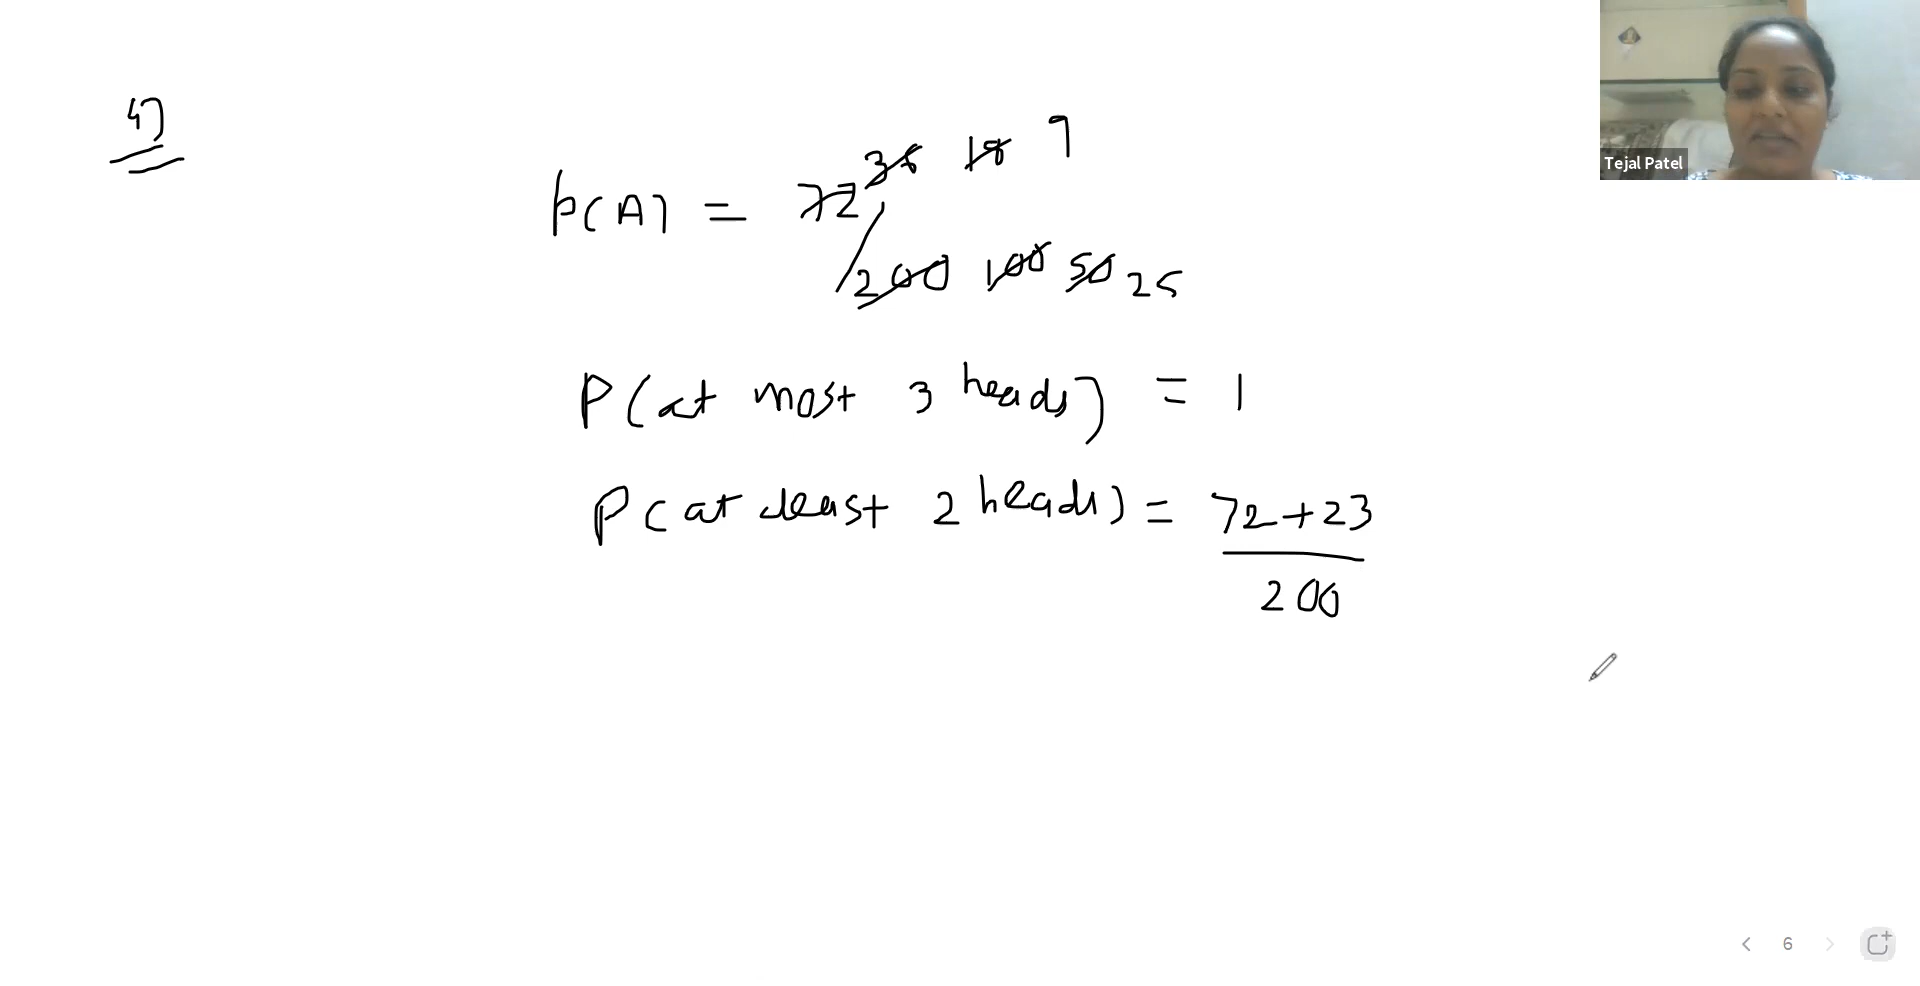 4)
P(A) = 72/200 36 18 9
100 50 25
P(at most 3 heads) = 1
P(at least 2 heads) = 72+23
200
Tejal Patel
6